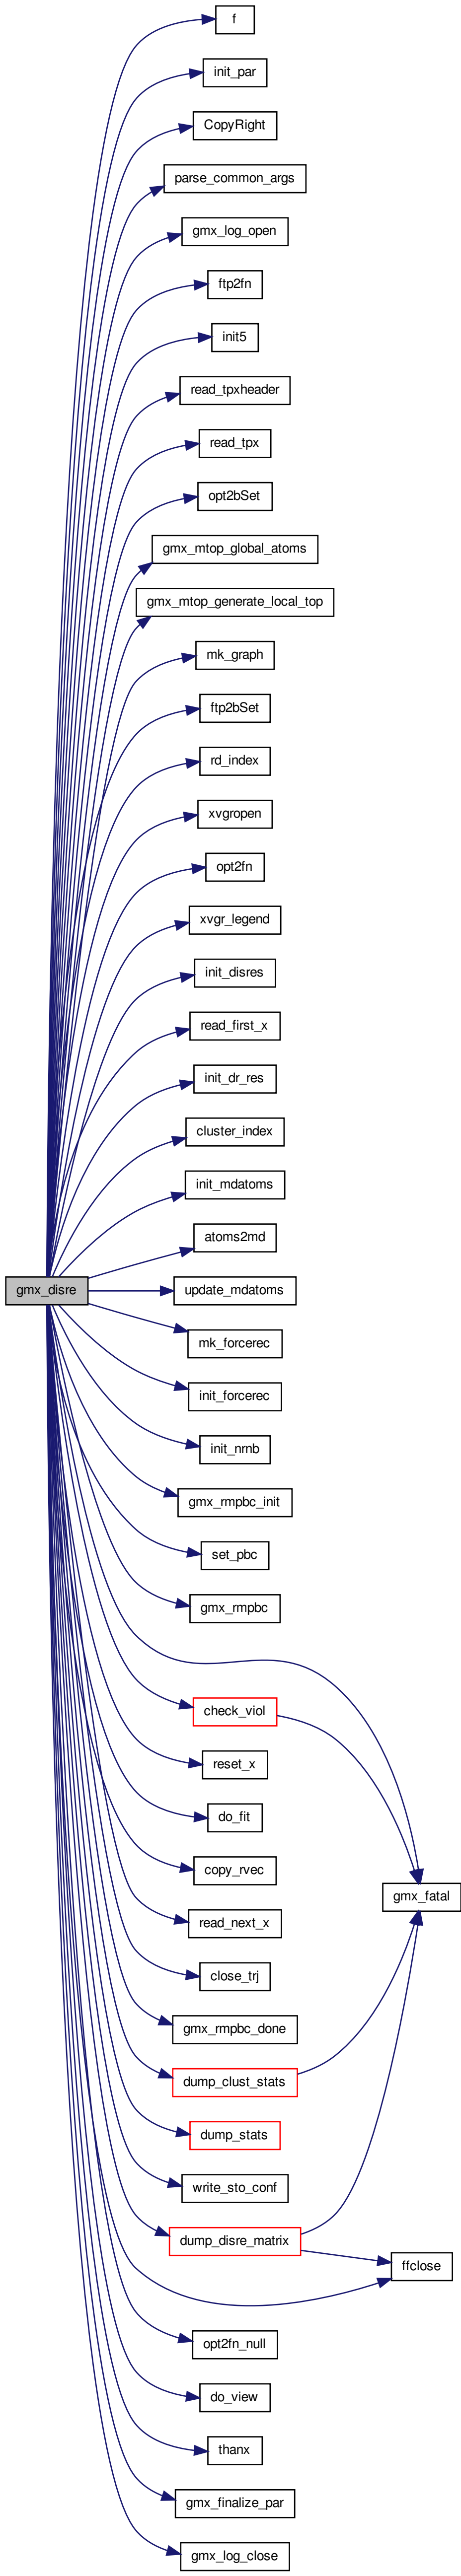 f
init_par
CopyRight
parse_common_args
gmx_log_open
ftp2fn
init5
read_tpxheader
read_tpx
opt2bSet
gmx_mtop_global_atoms
gmx_mtop_generate_local_top
mk_graph
ftp2bSet
rd_index
xvgropen
opt2fn
xvgr_legend
init_disres
read_first_x
init_dr_res
cluster_index
init_mdatoms
atoms2md
gmx_disre
update_mdatoms
mk_forcerec
init_forcerec
init_nrnb
gmx_rmpbc_init
set_pbc
gmx_rmpbc
check_viol
reset_x
do_fit
copy_rvec
gmx_fatal
read_next_x
close_trj
gmx_rmpbc_done
dump_clust_stats
dump_stats
write_sto_conf
dump_disre_matrix
ffclose
opt2fn_null
do_view
thanx
gmx_finalize_par
gmx_log_close